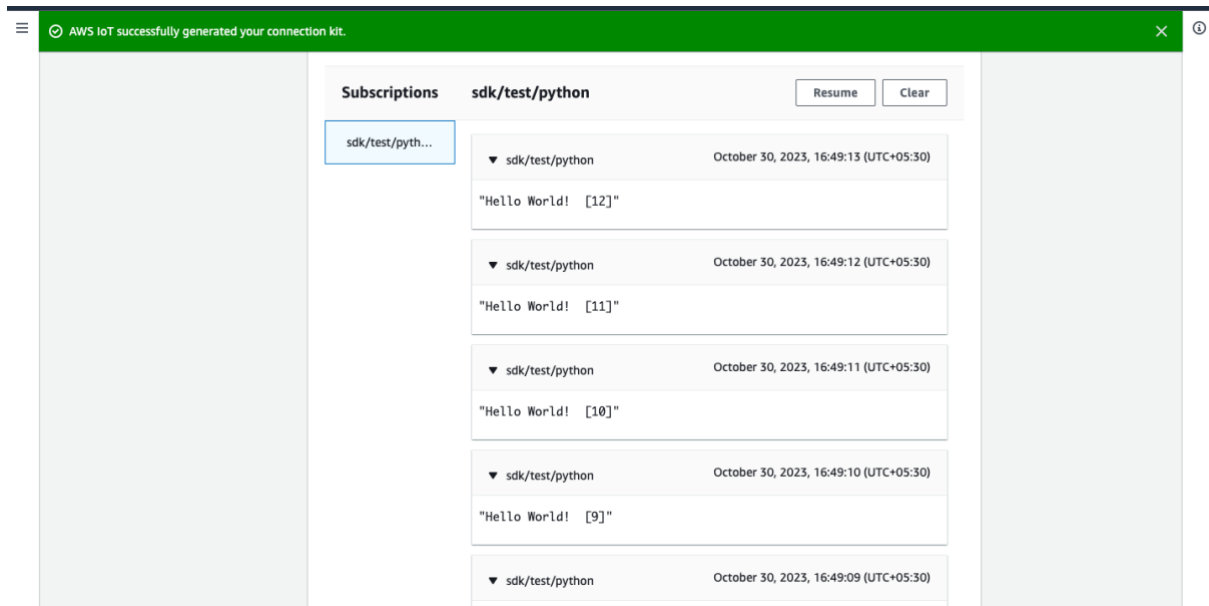 AWS IoT successfully generated your connection kit.
Subscriptions sdk/test/python Resume Clear
sdk/test/pyth...
sdk/test/python October 30, 2023, 16:49:13 (UTC+05:30)
"Hello World!  [12]"
sdk/test/python October 30, 2023, 16:49:12 (UTC+05:30)
"Hello World!  [11]"
sdk/test/python October 30, 2023, 16:49:11 (UTC+05:30)
"Hello World!  [10]"
sdk/test/python October 30, 2023, 16:49:10 (UTC+05:30)
"Hello World!  [9]"
sdk/test/python October 30, 2023, 16:49:09 (UTC+05:30)